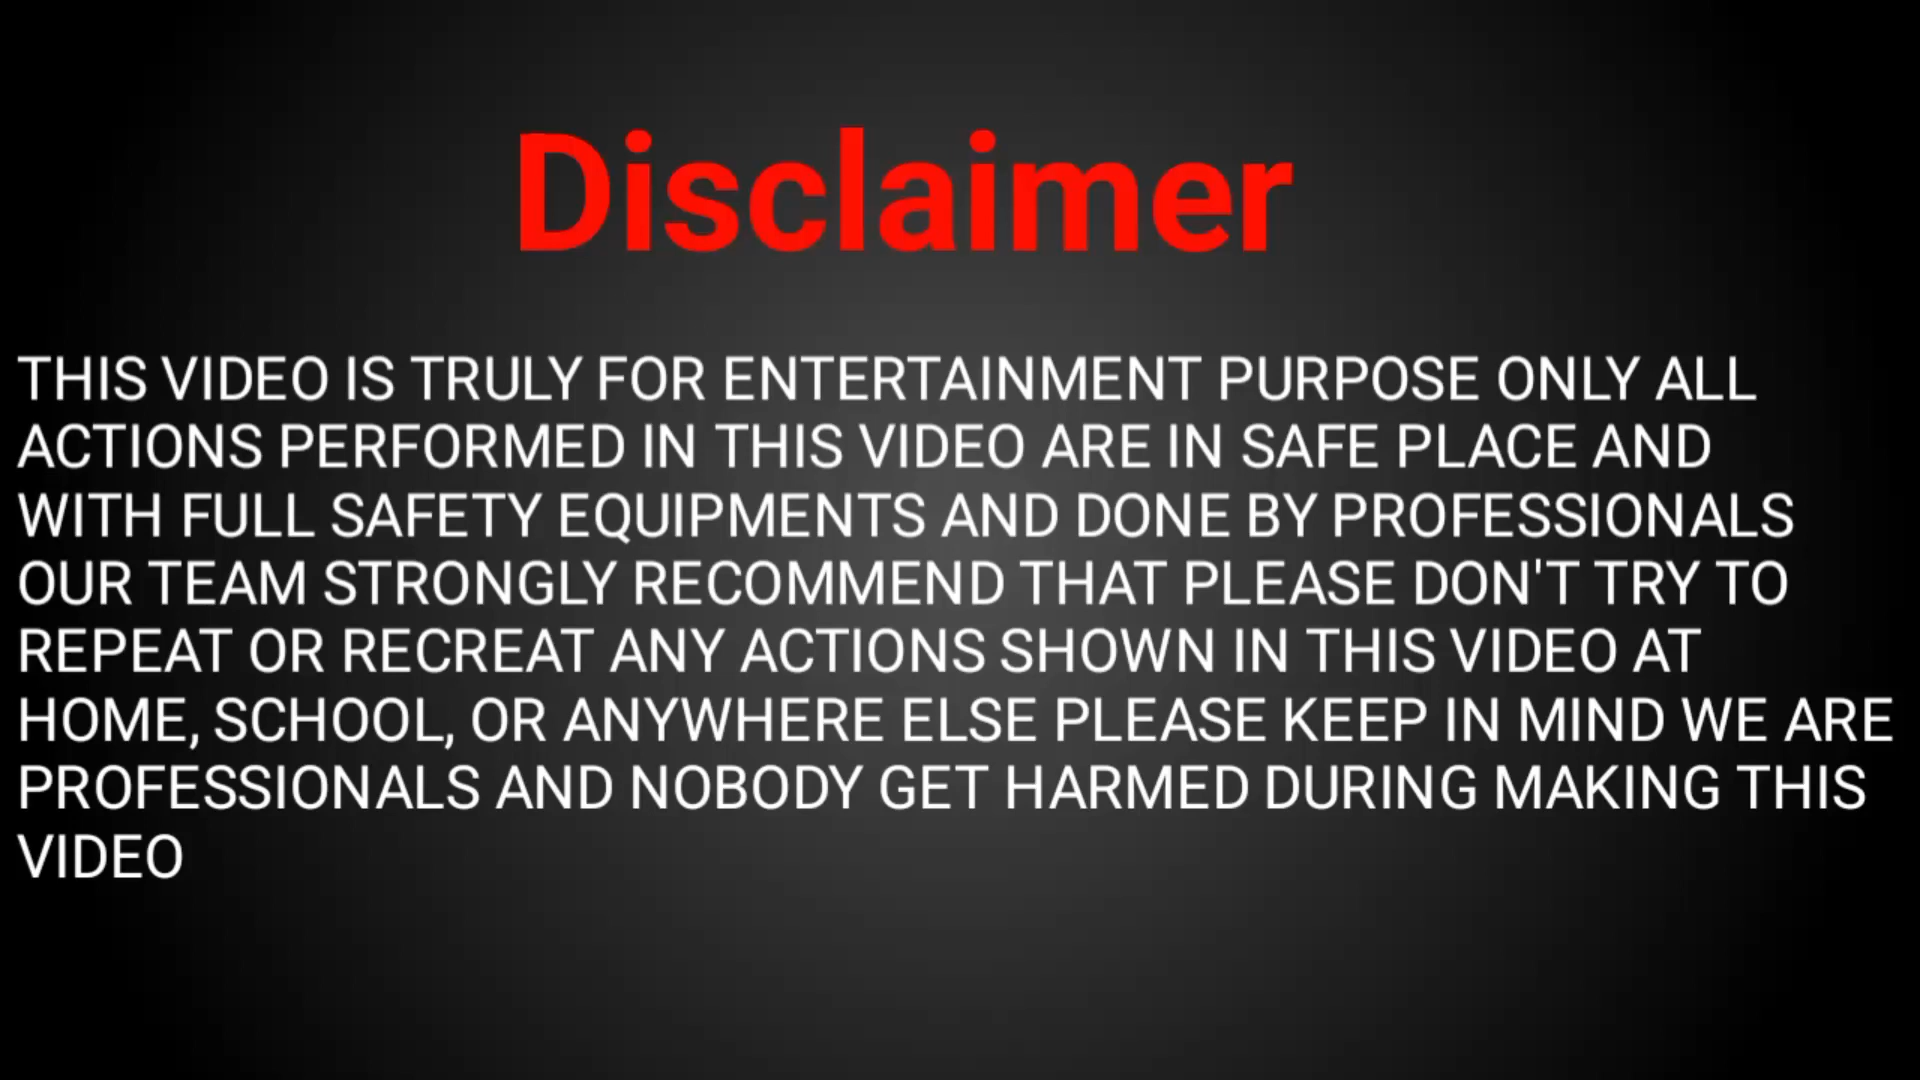 Disclaimer
THIS VIDEO IS TRULY FOR ENTERTAINMENT PURPOSE ONLY ALL
ACTIONS PERFORMED IN THIS VIDEO ARE IN SAFE PLACE AND
WITH FULL SAFETY EQUIPMENTS AND DONE BY PROFESSIONALS
OUR TEAM STRONGLY RECOMMEND THAT PLEASE DON'T TRY TO
REPEAT OR RECREAT ANY ACTIONS SHOWN IN THIS VIDEO AT
HOME, SCHOOL, OR ANYWHERE ELSE PLEASE KEEP IN MIND WE ARE
PROFESSIONALS AND NOBODY GET HARMED DURING MAKING THIS
VIDEO